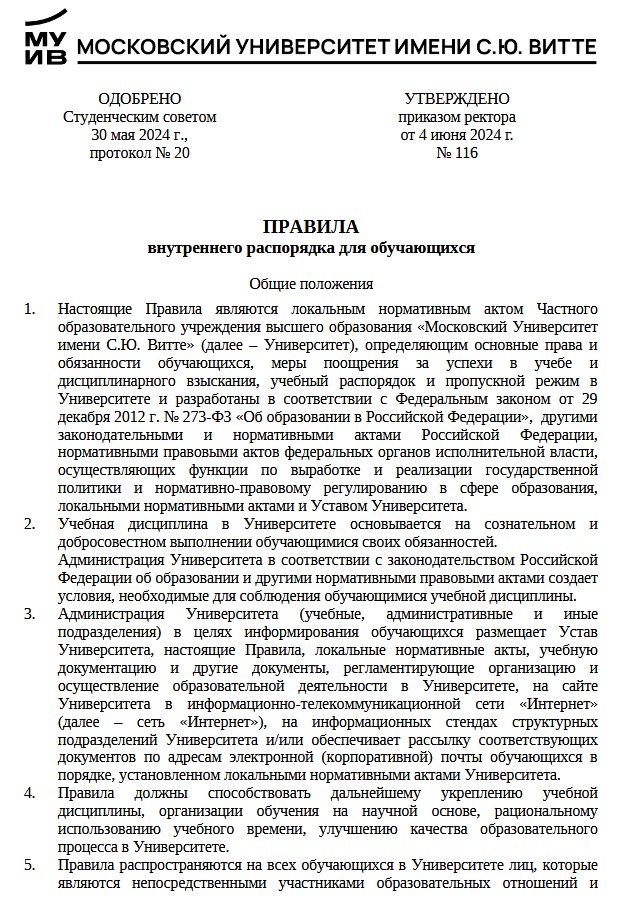 МУ
ИВ
МОСКОВСКИЙ УНИВЕРСИТЕТ ИМЕНИ С.Ю. ВИТТЕ
ОДОБРЕНО
Студенческим советом
30 мая 2024 г.,
протокол № 20
УТВЕРЖДЕНО
приказом ректора
от 4 июня 2024 г.
№ 116
ПРАВИЛА
внутреннего распорядка для обучающихся
Общие положения
1. Настоящие Правила являются локальным нормативным актом Частного
образовательного учреждения высшего образования «Московский Университет
имени С.Ю. Витте» (далее – Университет), определяющим основные права и
обязанности обучающихся, меры поощрения за успехи в учебе и
дисциплинарного взыскания, учебный распорядок и пропускной режим в
Университете и разработаны в соответствии с Федеральным законом от 29
декабря 2012 г. № 273-ФЗ «Об образовании в Российской Федерации», другими
законодательными и нормативными актами Российской Федерации,
нормативными правовыми актов федеральных органов исполнительной власти,
осуществляющих функции по выработке и реализации государственной
политики и нормативно-правовому регулированию в сфере образования,
локальными нормативными актами и Уставом Университета.
2. Учебная дисциплина в Университете основывается на сознательном и
добросовестном выполнении обучающимися своих обязанностей.
Администрация Университета в соответствии с законодательством Российской
Федерации об образовании и другими нормативными правовыми актами создает
условия, необходимые для соблюдения обучающимися учебной дисциплины.
3. Администрация Университета (учебные, административные и иные
подразделения) в целях информирования обучающихся размещает Устав
Университета, настоящие Правила, локальные нормативные акты, учебную
документацию и другие документы, регламентирующие организацию и
осуществление образовательной деятельности в Университете, на сайте
Университета в информационно-телекоммуникационной сети «Интернет»
(далее – сеть «Интернет»), на информационных стендах структурных
подразделений Университета и/или обеспечивает рассылку соответствующих
документов по адресам электронной (корпоративной) почты обучающихся в
порядке, установленном локальными нормативными актами Университета.
4. Правила должны способствовать дальнейшему укреплению учебной
дисциплины, организации обучения на научной основе, рациональному
использованию учебного времени, улучшению качества образовательного
процесса в Университете.
5. Правила распространяются на всех обучающихся в Университете лиц, которые
являются непосредственными участниками образовательных отношений и